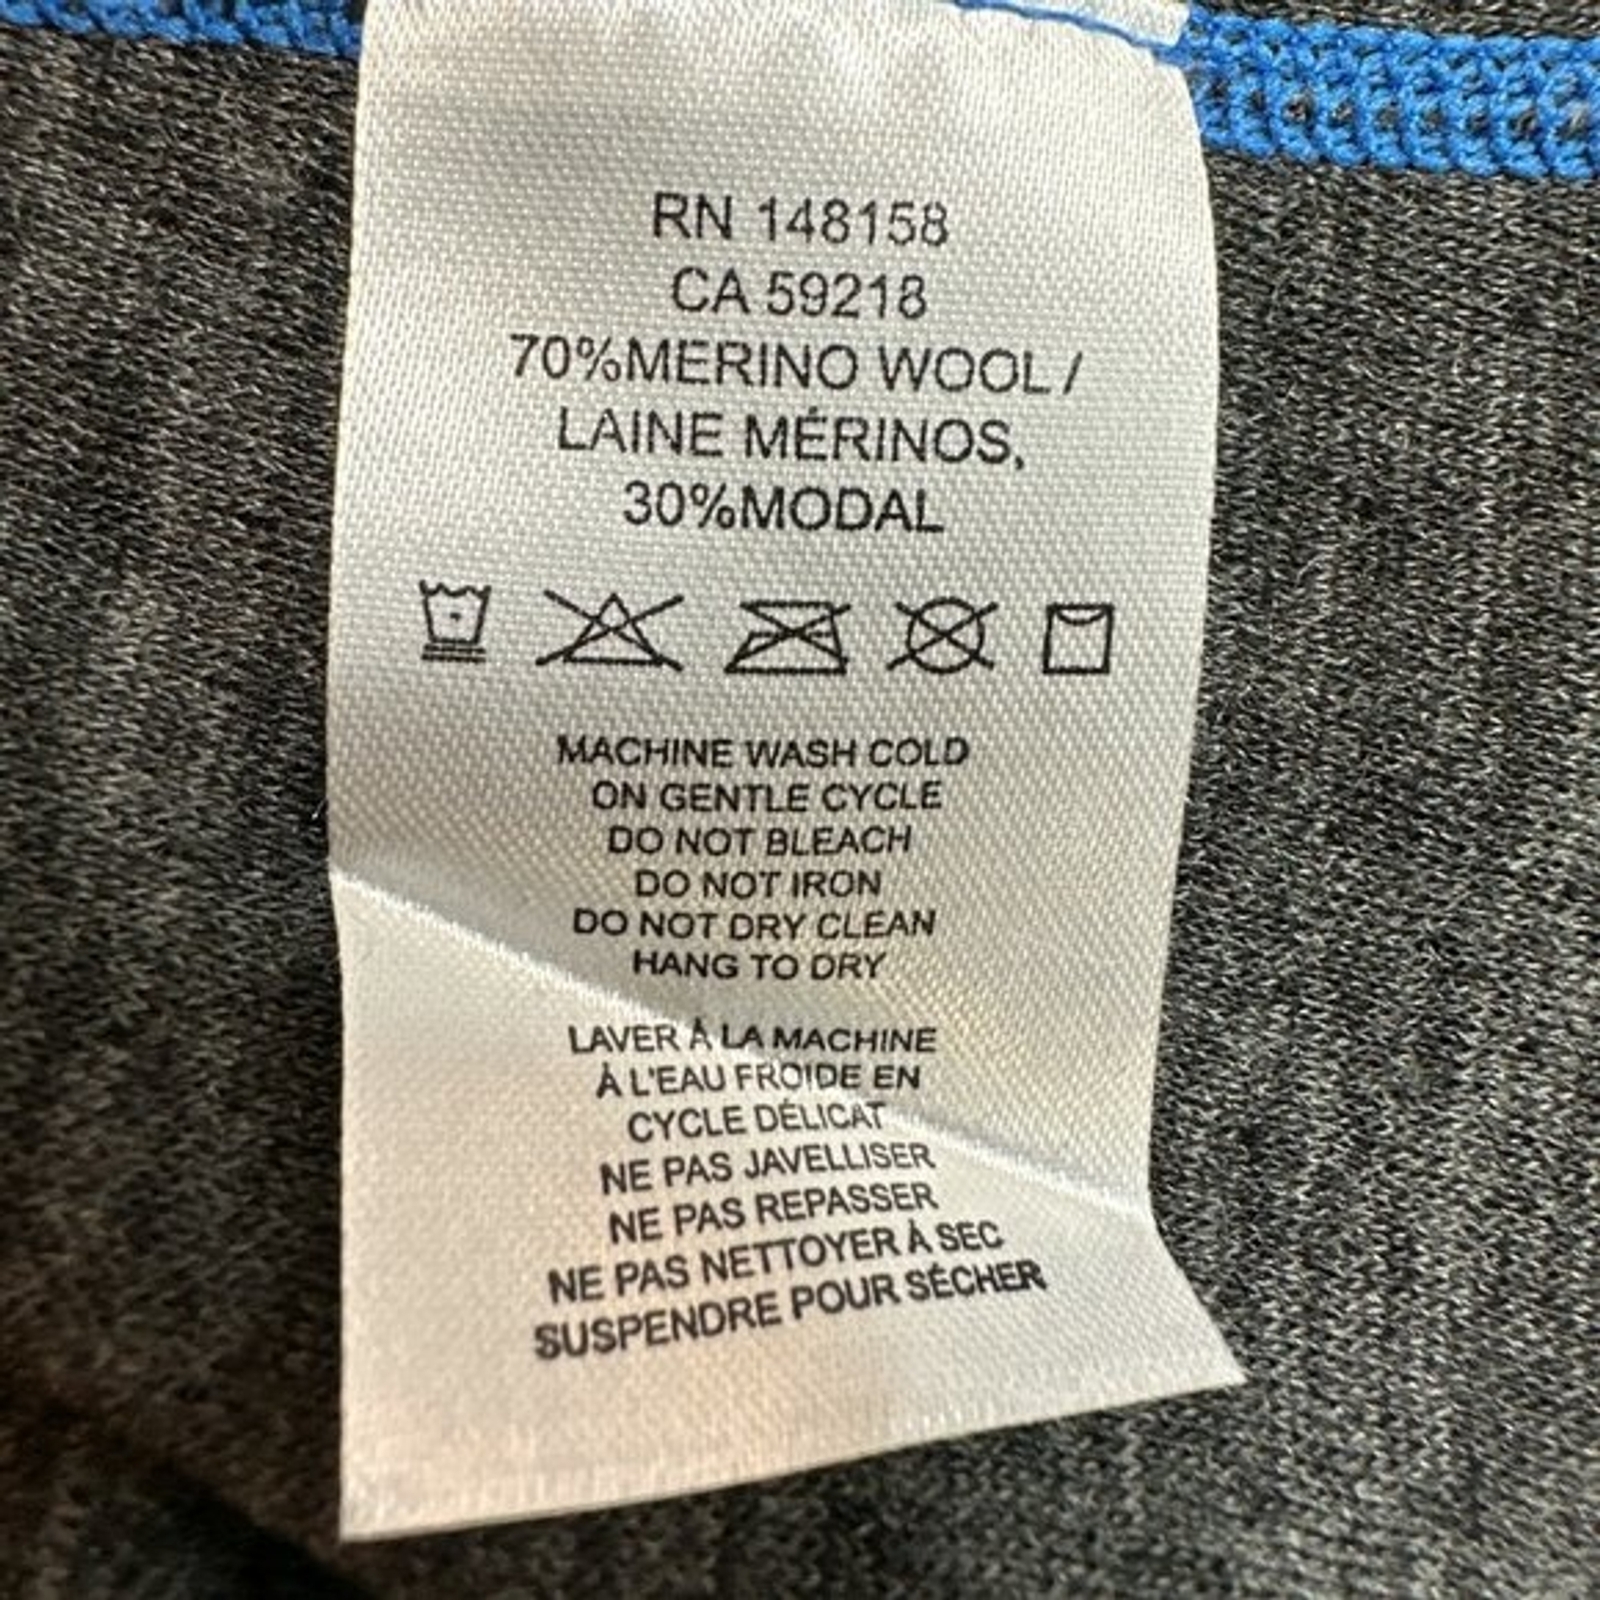 RN 148158
CA 59218
70%MERINO WOOL /
LAINE MÉRINOS,
30%MODAL
MACHINE WASH COLD
ON GENTLE CYCLE
DO NOT BLEACH
DO NOT IRON
DO NOT DRY CLEAN
HANG TO DRY
LAVER À LA MACHINE
À L'EAU FROIDE EN
CYCLE DÉLICAT
NE PAS JAVELLISER
NE PAS REPASSER
NE PAS NETTOYER À SEC
SUSPENDRE POUR SÉCHER